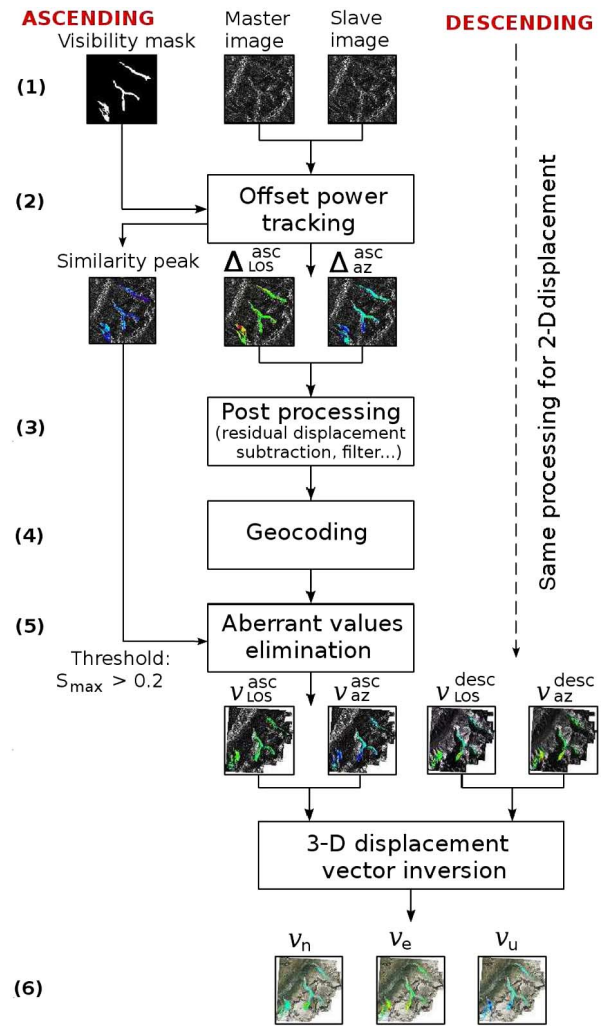 ASCENDING
Master image
Slave image
DESCENDING
Visibility mask
(1)
(2)
Offset power
tracking
Similarity peak
Δ asc LOS
Δ asc az
Same processing for 2-D displacement
(3)
Post processing
(residual displacement
subtraction, filter...)
(4)
Geocoding
(5)
Aberrant values
elimination
Threshold:
Smax > 0.2
v asc LOS
v asc az
v desc LOS
v desc az
3-D displacement
vector inversion
vn
ve
vu
(6)